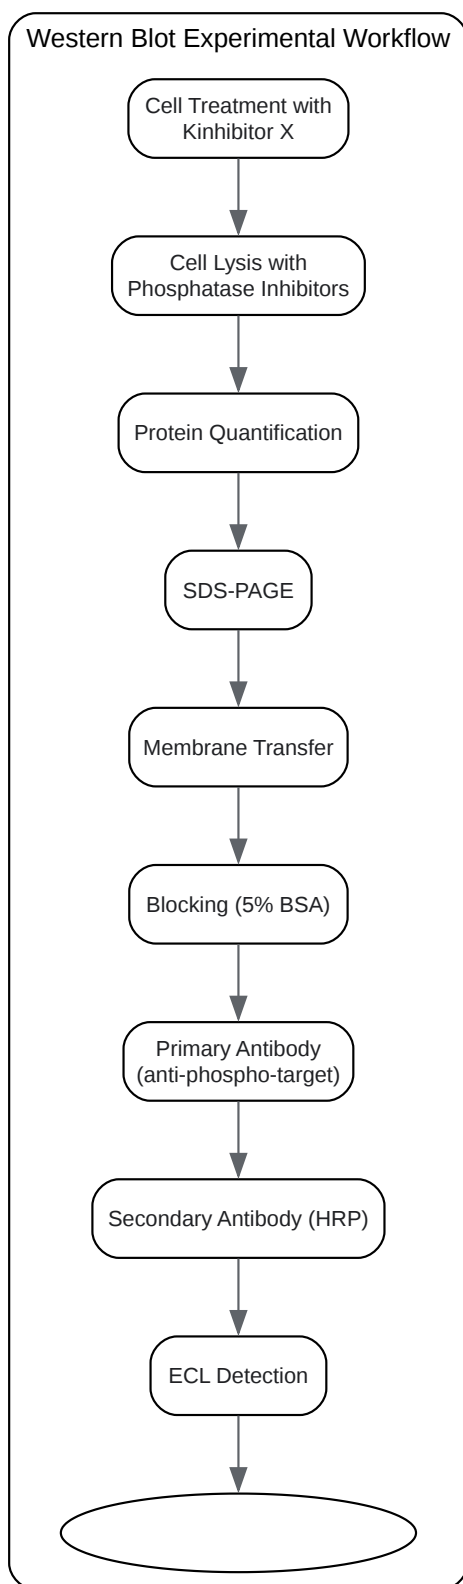 Western Blot Experimental Workflow
Cell Treatment with
Kinhibitor X
Cell Lysis with
Phosphatase Inhibitors
Protein Quantification
SDS-PAGE
Membrane Transfer
Blocking (5% BSA)
Primary Antibody
(anti-phospho-target)
Secondary Antibody (HRP)
ECL Detection